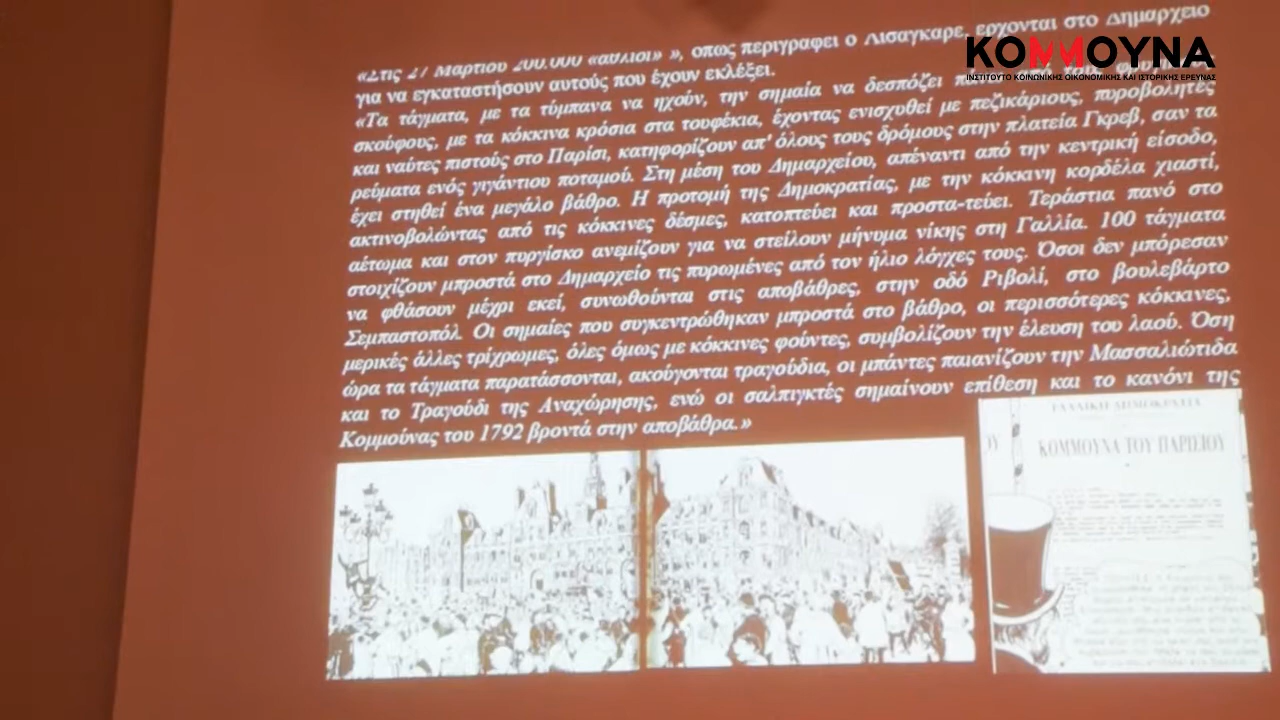 «Στις 27 Μαρτίου 200.000 «άθλιοι» », όπως περιγράφει ο Λισαγκαρέ, έρχονται στο Δημαρχείο
για να εγκαταστήσουν αυτούς που έχουν εκλέξει.
«Τα τάγματα, με τα τύμπανα να ηχούν, την σημαία να δεσπόζει
σκούφους, με τα κόκκινα κρόσια στα τουφέκια, έχοντας ενισχυθεί με πεζικάριους, πυροβολητές
και ναύτες πιστούς στο Παρίσι, κατηφορίζουν απ' όλους τους δρόμους στην πλατεία Γκρεβ, σαν τα
ρεύματα ενός γιγάντιου ποταμού. Στη μέση του Δημαρχείου, απέναντι από την κεντρική είσοδο,
έχει στηθεί ένα μεγάλο βάθρο. Η προτομή της Δημοκρατίας, με την κόκκινη κορδέλα χιαστί,
ακτινοβολώντας από τις κόκκινες δέσμες, κατοπτεύει και προστα-τεύει. Τεράστια πανό στο
αέτωμα και στον πυργίσκο ανεμίζουν για να στείλουν μήνυμα νίκης στη Γαλλία. 100 τάγματα
στοιχίζουν μπροστά στο Δημαρχείο τις πυρωμένες από τον ήλιο λόγχες τους. Όσοι δεν μπόρεσαν
να φθάσουν μέχρι εκεί, συνωθούνται στις αποβάθρες, στην οδό Ριβολί, στο βουλεβάρτο
Σεμπαστοπόλ. Οι σημαίες που συγκεντρώθηκαν μπροστά στο βάθρο, οι περισσότερες κόκκινες,
μερικές άλλες τρίχρωμες, όλες όμως με κόκκινες φούντες, συμβολίζουν την έλευση του λαού. Όση
ώρα τα τάγματα παρατάσσονται, ακούγονται τραγούδια, οι μπάντες παιανίζουν την Μασσαλιώτιδα
και το Τραγούδι της Αναχώρησης, ενώ οι σαλπιγκτές σημαίνουν επίθεση και το κανόνι της
Κομμούνας του 1792 βροντά στην αποβάθρα.»
ΚΟΜΜΟΥΝΑ
ΙΝΣΤΙΤΟΥΤΟ ΚΟΙΝΩΝΙΚΗΣ ΟΙΚΟΝΟΜΙΚΗΣ ΚΑΙ ΙΣΤΟΡΙΚΗΣ ΕΡΕΥΝΑΣ
ΚΟΜΜΟΥΝΑ ΤΟΥ ΠΑΡΙΣΙΟΥ